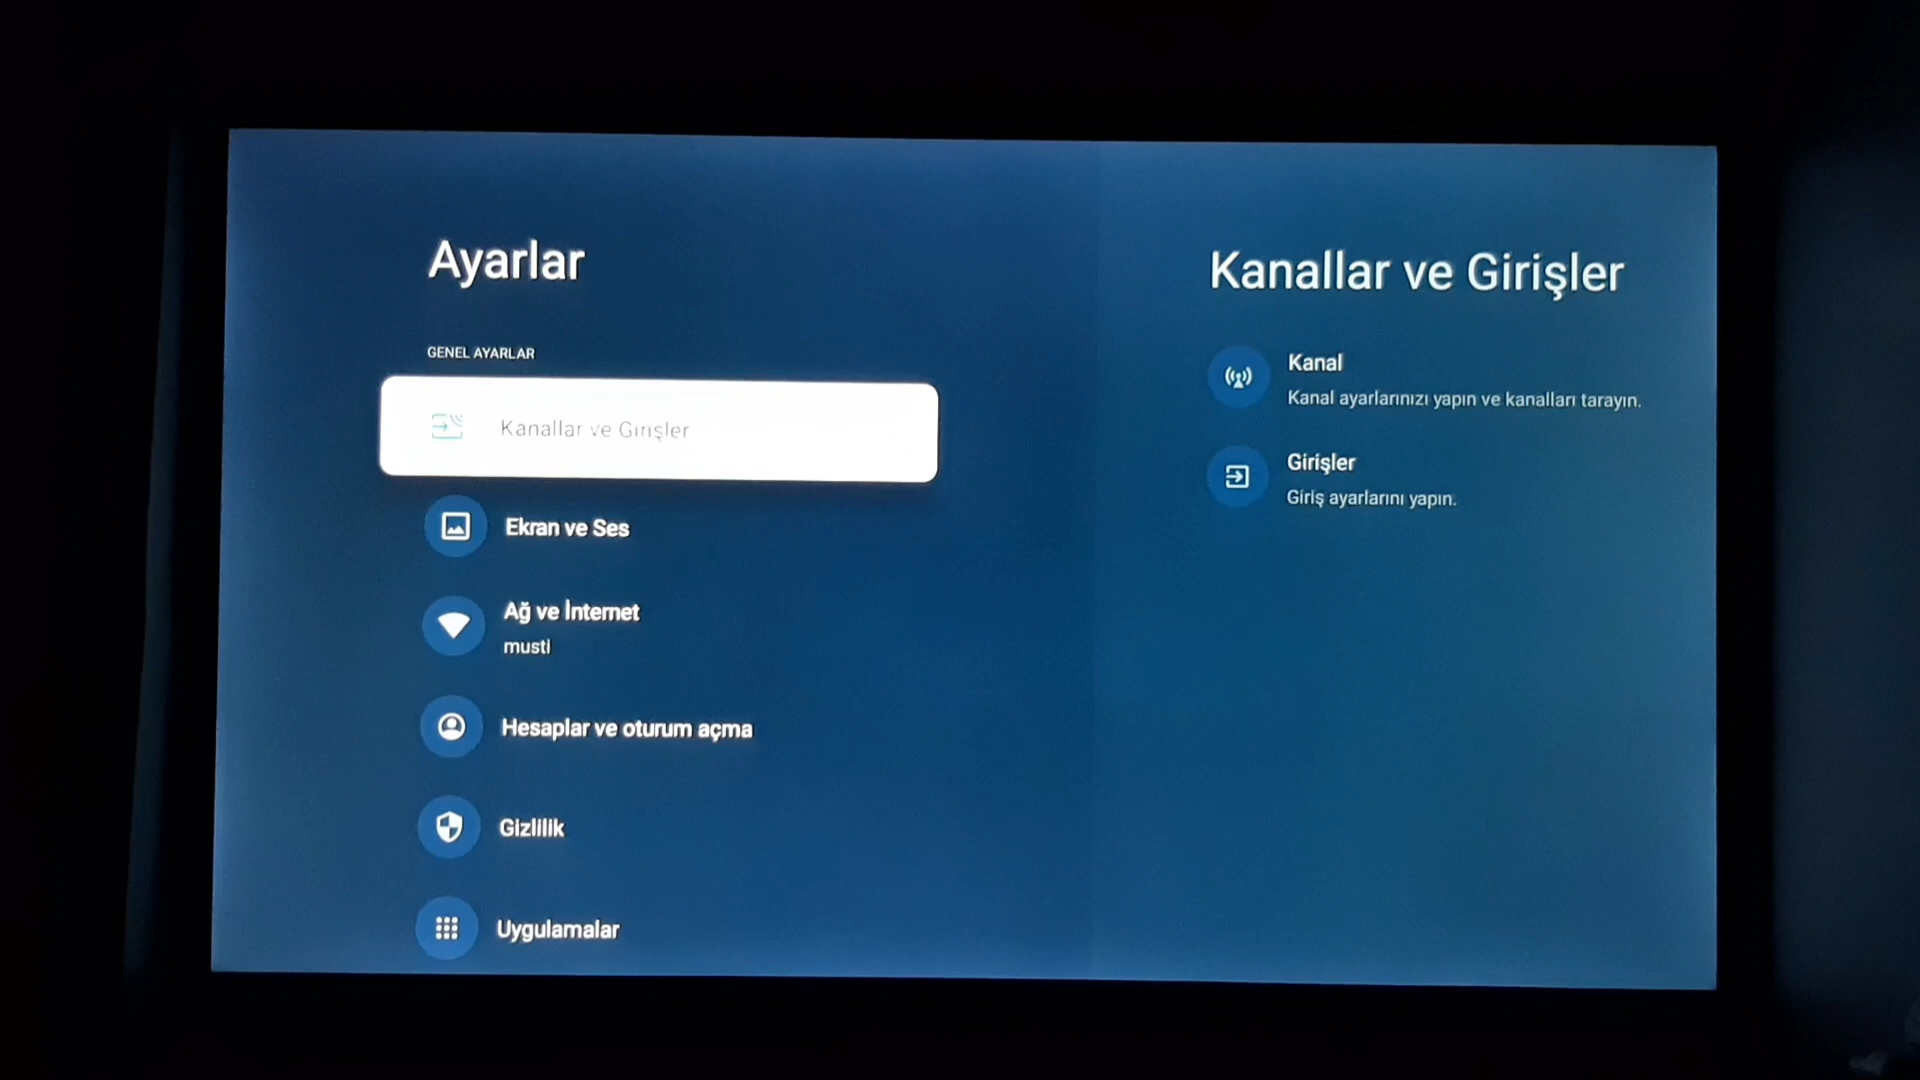 Ayarlar
GENEL AYARLAR
Kanallar ve Girişler
Ekran ve Ses
Ağ ve İnternet
musti
Hesaplar ve oturum açma
Gizlilik
Uygulamalar
Kanallar ve Girişler
Kanal
Kanal ayarlarınızı yapın ve kanalları tarayın.
Girişler
Giriş ayarlarını yapın.